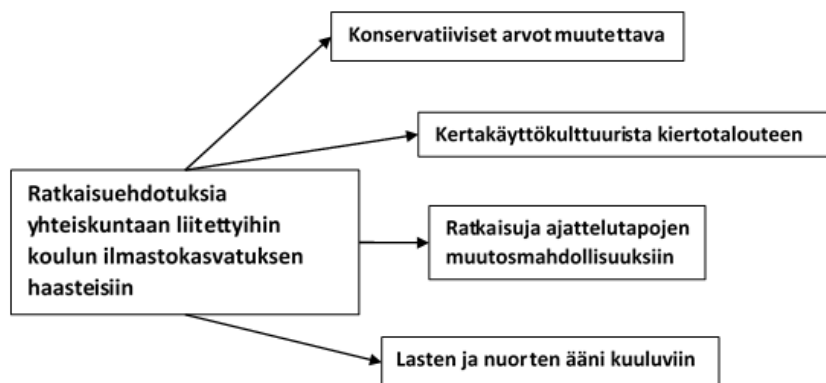 Konservatiiviset arvot muutettava
Kertakäyttökulttuurista kiertotalouteen
Ratkaisuehdotuksia
yhteiskuntaan liitettyihin
koulun ilmastokasvatuksen
haasteisiin
Ratkaisuja ajattelutapojen
muutosmahdollisuuksiin
Lasten ja nuorten ääni kuuluviin